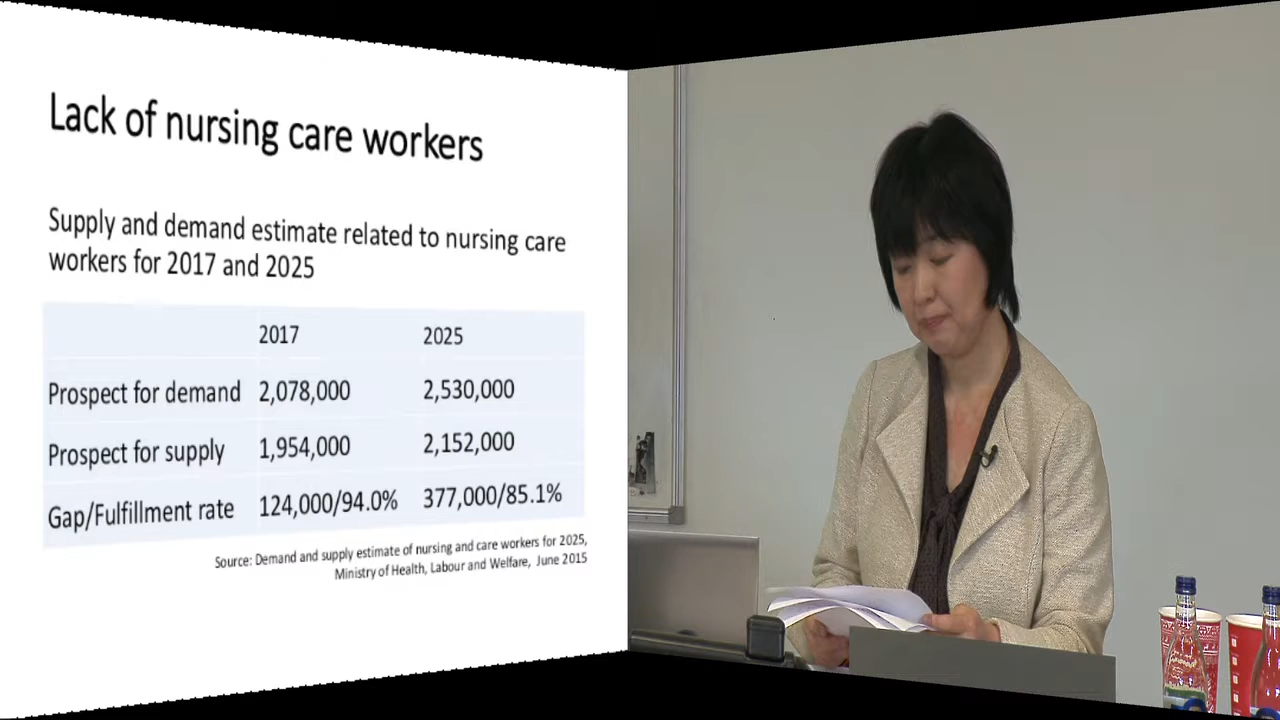 Lack of nursing care workers
Supply and demand estimate related to nursing care
workers for 2017 and 2025
2017 2025
Prospect for demand 2,078,000 2,530,000
Prospect for supply 1,954,000 2,152,000
Gap/Fulfillment rate 124,000/94.0% 377,000/85.1%
Source: Demand and supply estimate of nursing and care workers for 2025,
Ministry of Health, Labour and Welfare, June 2015